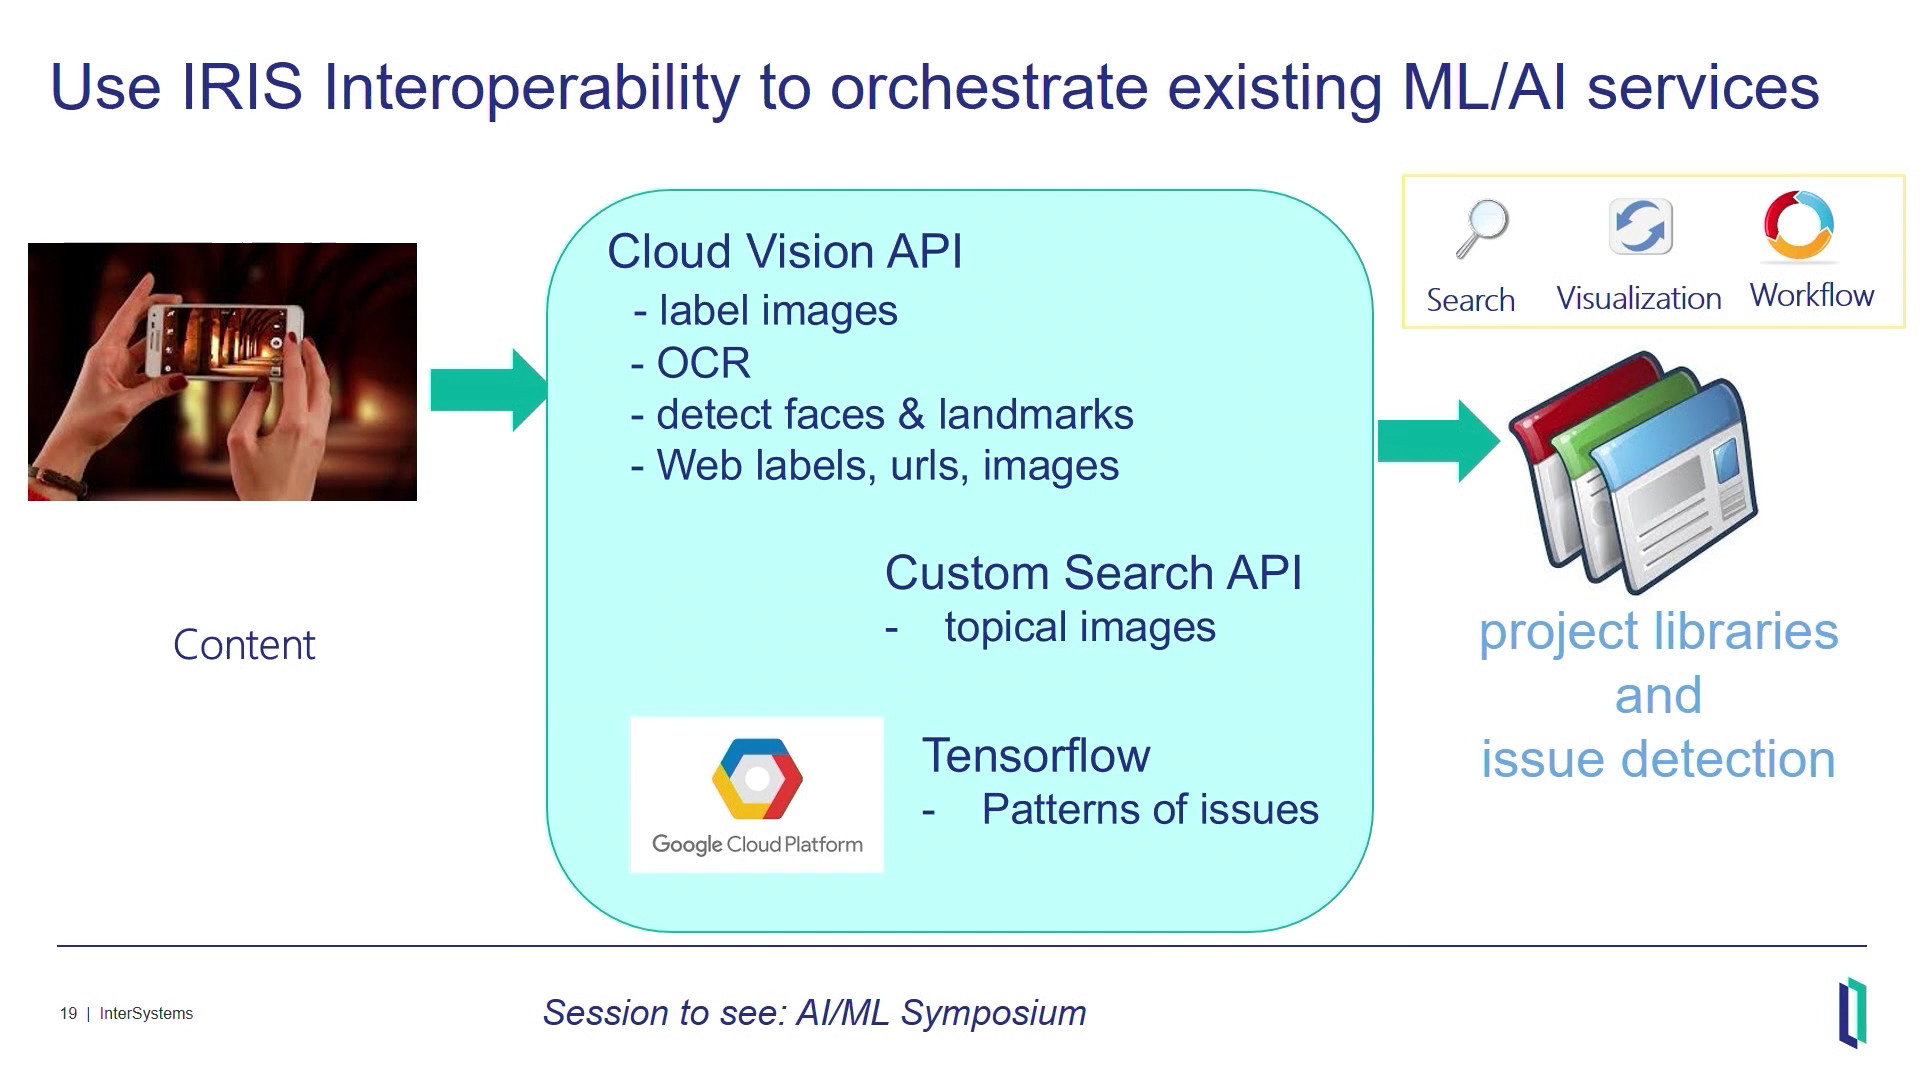 Use IRIS Interoperability to orchestrate existing ML/AI services
Content
Cloud Vision API
- label images
- OCR
- detect faces & landmarks
- Web labels, urls, images
Custom Search API
- topical images
Google Cloud Platform
Tensorflow
- Patterns of issues
Search Visualization Workflow
project libraries
and
issue detection
19 | InterSystems
Session to see: AI/ML Symposium